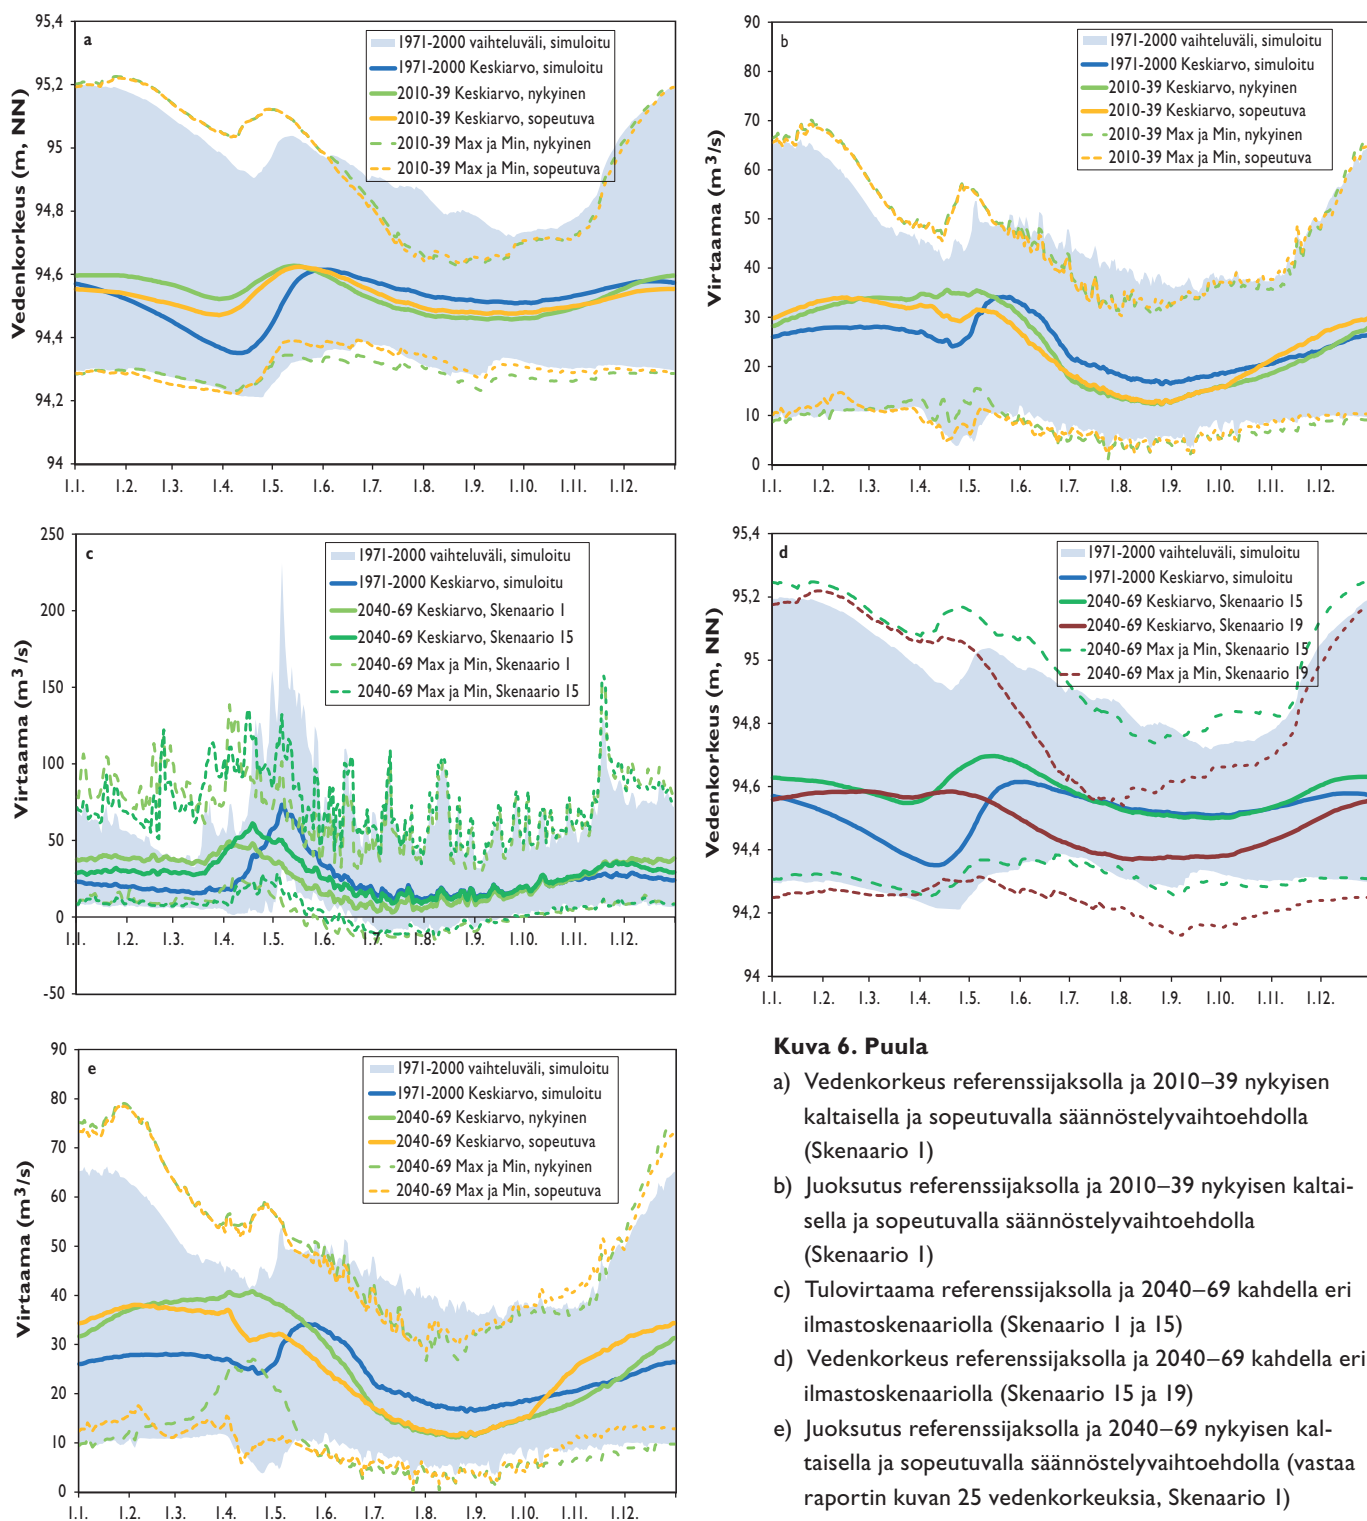 a
Vedenkorkeus (m, NN)
95,4
95,2
95
94,8
94,6
94,4
94,2
94
1971-2000 vaihteluväli, simuloitu
1971-2000 Keskiarvo, simuloitu
2010-39 Keskiarvo, nykyinen
2010-39 Keskiarvo, sopeutuva
2010-39 Max ja Min, nykyinen
2010-39 Max ja Min, sopeutuva
1.1. 1.2. 1.3. 1.4. 1.5. 1.6. 1.7. 1.8. 1.9. 1.10. 1.11. 1.12.
b
Virtaama (m³/s)
90
80
70
60
50
40
30
20
10
0
1971-2000 vaihteluväli, simuloitu
1971-2000 Keskiarvo, simuloitu
2010-39 Keskiarvo, nykyinen
2010-39 Keskiarvo, sopeutuva
2010-39 Max ja Min, nykyinen
2010-39 Max ja Min, sopeutuva
1.1. 1.2. 1.3. 1.4. 1.5. 1.6. 1.7. 1.8. 1.9. 1.10. 1.11. 1.12.
c
Virtaama (m³/s)
250
200
150
100
50
0
-50
1971-2000 vaihteluväli, simuloitu
1971-2000 Keskiarvo, simuloitu
2040-69 Keskiarvo, Skenaario 1
2040-69 Keskiarvo, Skenaario 15
2040-69 Max ja Min, Skenaario 1
2040-69 Max ja Min, Skenaario 15
1.1. 1.2. 1.3. 1.4. 1.5. 1.6. 1.7. 1.8. 1.9. 1.10. 1.11. 1.12.
d
Vedenkorkeus (m, NN)
95,4
95,2
95
94,8
94,6
94,4
94,2
94
1971-2000 vaihteluväli, simuloitu
1971-2000 Keskiarvo, simuloitu
2040-69 Keskiarvo, Skenaario 15
2040-69 Keskiarvo, Skenaario 19
2040-69 Max ja Min, Skenaario 15
2040-69 Max ja Min, Skenaario 19
1.1. 1.2. 1.3. 1.4. 1.5. 1.6. 1.7. 1.8. 1.9. 1.10. 1.11. 1.12.
e
Virtaama (m³/s)
90
80
70
60
50
40
30
20
10
0
1971-2000 vaihteluväli, simuloitu
1971-2000 Keskiarvo, simuloitu
2040-69 Keskiarvo, nykyinen
2040-69 Keskiarvo, sopeutuva
2040-69 Max ja Min, nykyinen
2040-69 Max ja Min, sopeutuva
1.1. 1.2. 1.3. 1.4. 1.5. 1.6. 1.7. 1.8. 1.9. 1.10. 1.11. 1.12.
Kuva 6. Puula
a) Vedenkorkeus referenssijaksolla ja 2010–39 nykyisen
kaltaisella ja sopeutuvalla säännöstelyvaihtoehdolla
(Skenaario 1)
b) Juoksutus referenssijaksolla ja 2010–39 nykyisen kaltai-
sella ja sopeutuvalla säännöstelyvaihtoehdolla
(Skenaario 1)
c) Tulovirtaama referenssijaksolla ja 2040–69 kahdella eri
ilmastoskenaariolla (Skenaario 1 ja 15)
d) Vedenkorkeus referenssijaksolla ja 2040–69 kahdella eri
ilmastoskenaariolla (Skenaario 15 ja 19)
e) Juoksutus referenssijaksolla ja 2040–69 nykyisen kal-
taisella ja sopeutuvalla säännöstelyvaihtoehdolla (vastaa
raportin kuvan 25 vedenkorkeuksia, Skenaario 1)